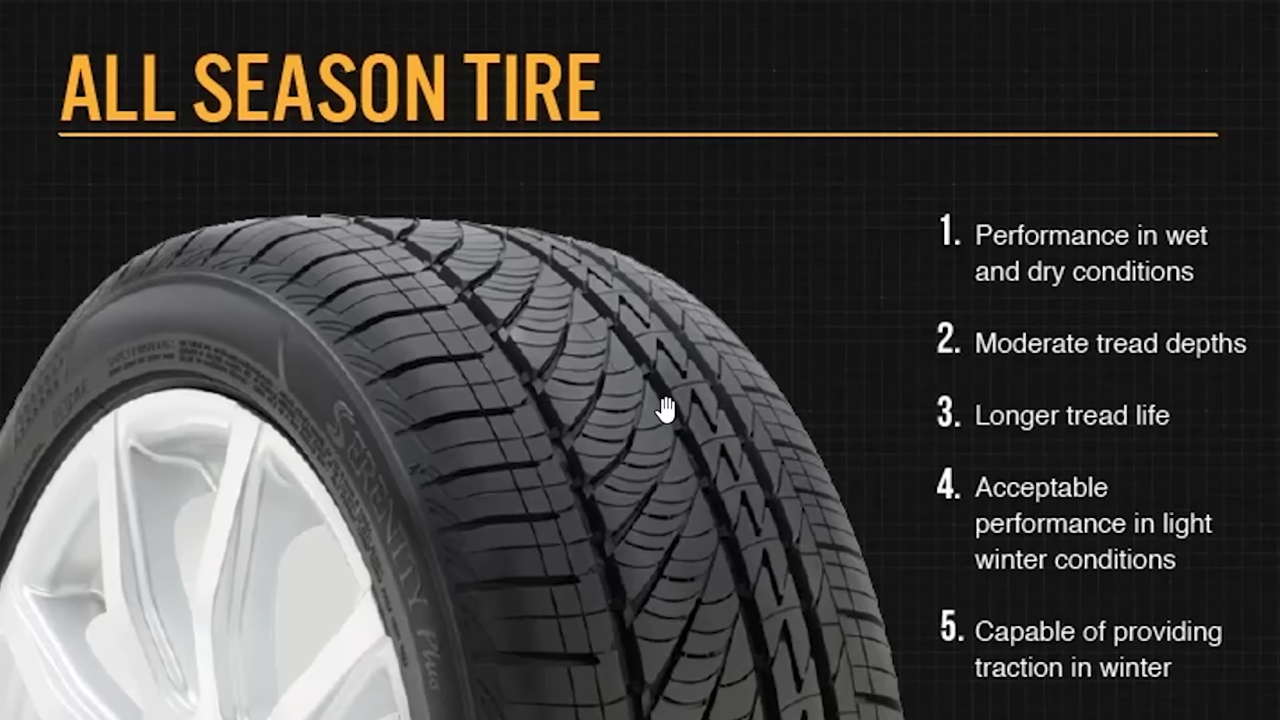 ALL SEASON TIRE
1. Performance in wet
and dry conditions
2. Moderate tread depths
3. Longer tread life
4. Acceptable
performance in light
winter conditions
5. Capable of providing
traction in winter
SERENITY Plus